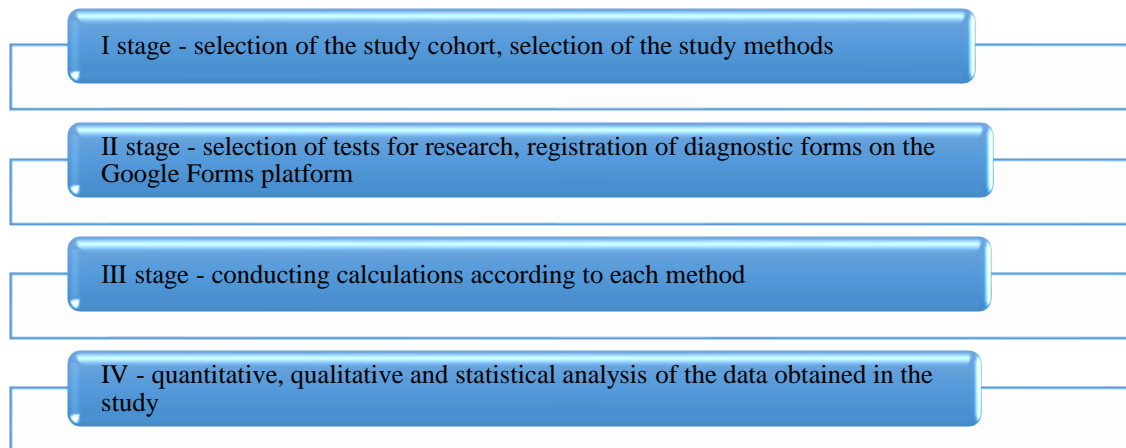 I stage - selection of the study cohort, selection of the study methods
II stage - selection of tests for research, registration of diagnostic forms on the
Google Forms platform
III stage - conducting calculations according to each method
IV - quantitative, qualitative and statistical analysis of the data obtained in the
study